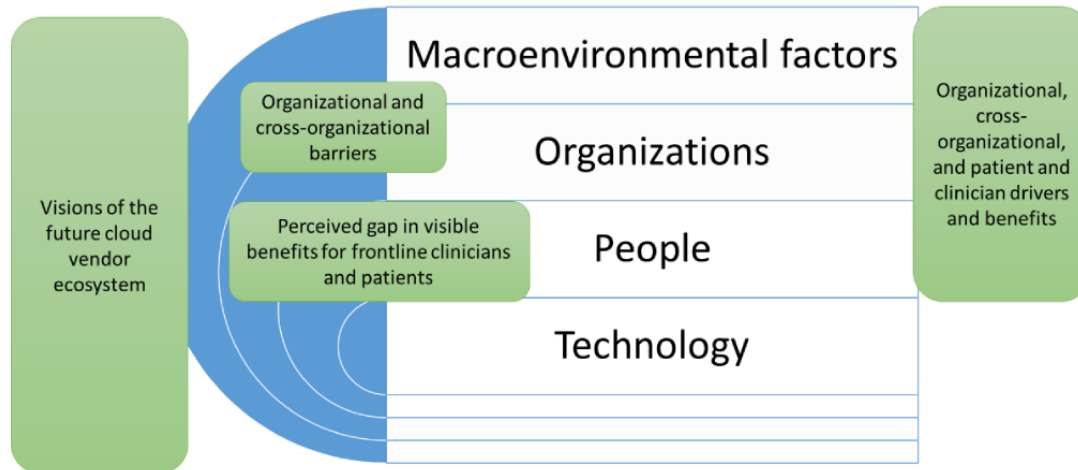 Visions of the
future cloud
vendor
ecosystem
Organizational and
cross-organizational
barriers
Perceived gap in visible
benefits for frontline clinicians
and patients
Macroenvironmental factors
Organizations
People
Technology
Organizational,
cross-
organizational,
and patient and
clinician drivers
and benefits